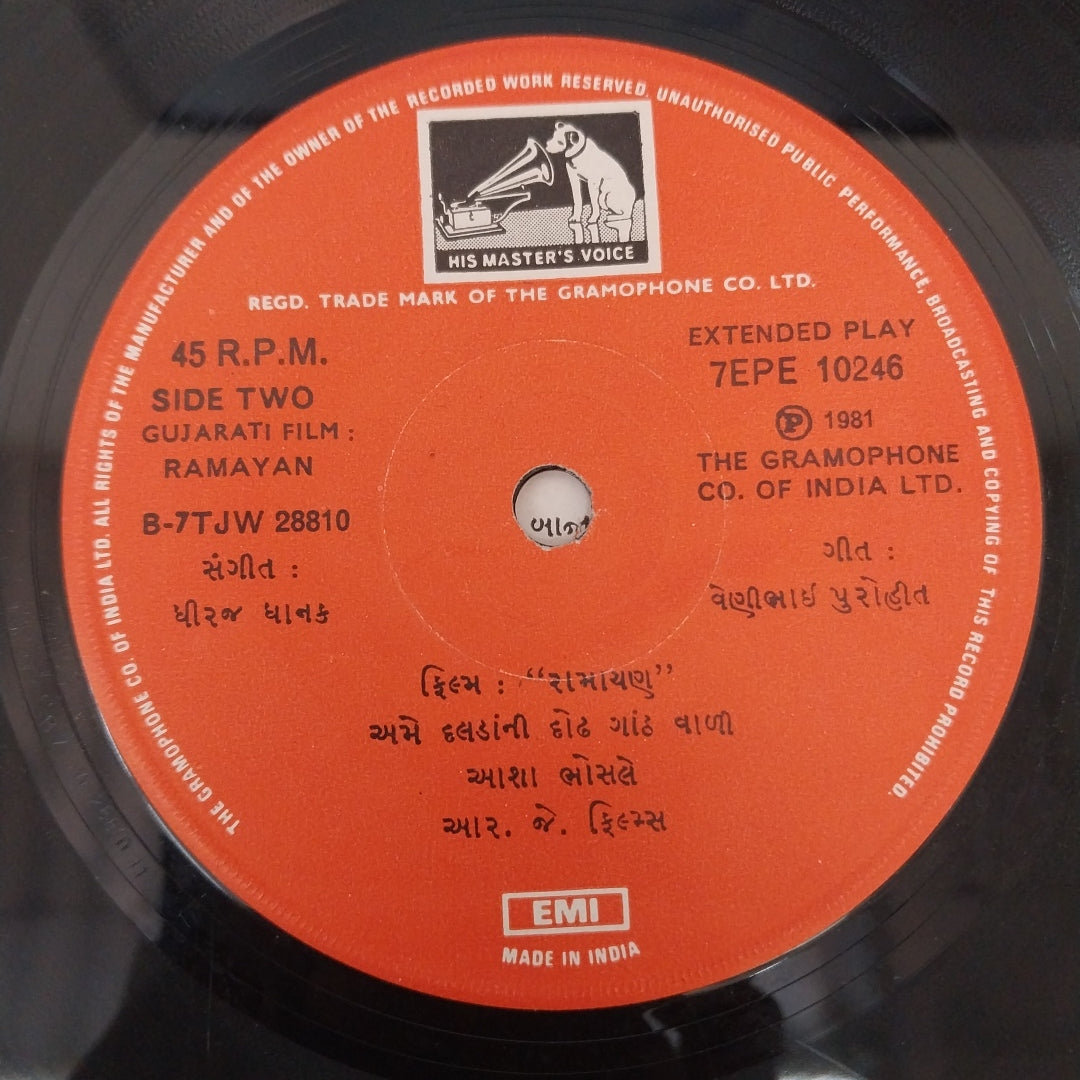 THE GRAMOPHONE CO. OF INDIA LTD. ALL RIGHTS OF THE MANUFACTURER AND OF THE OWNER OF THE RECORDED WORK RESERVED. UNAUTHORISED PUBLIC PERFORMANCE, BROADCASTING AND COPYING OF THIS RECORD PROHIBITED.
HIS MASTER'S VOICE
REGD. TRADE MARK OF THE GRAMOPHONE CO. LTD.
45 R.P.M.
SIDE TWO
GUJARATI FILM :
RAMAYAN
B-7TJW 28810
સંગીત :
ધીરજ ધાનક
EXTENDED PLAY
7EPE 10246
Ⓟ 1981
THE GRAMOPHONE
CO. OF INDIA LTD.
ગીત :
વેણીભાઈ પુરોહીત
ફિલ્મ : “રામાયણ”
અમે દલડાંની દોઢ ગાંઠ વાળી
આશા ભોસલે
આર. જે. ફિલ્મ્સ
EMI
MADE IN INDIA